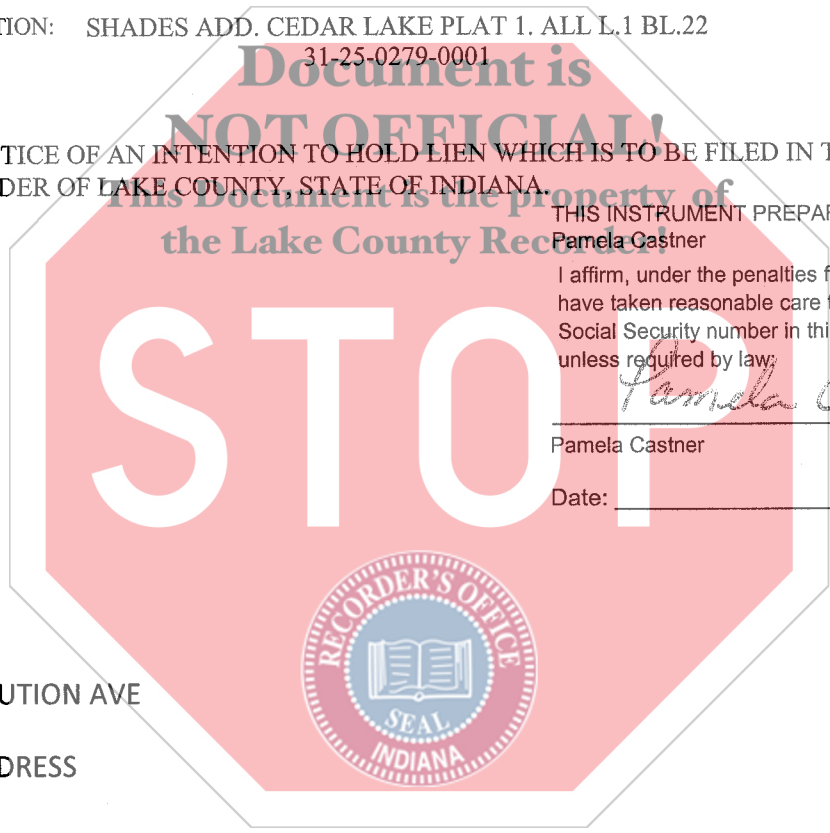 TION: SHADES ADD. CEDAR LAKE PLAT 1. ALL L.1 BL.22
31-25-0279-0001
Document is
NOT OFFICIAL!
TICE OF AN INTENTION TO HOLD LIEN WHICH IS TO BE FILED IN T
DER OF LAKE COUNTY, STATE OF INDIANA.
This Document is the property of
the Lake County Recorder!
THIS INSTRUMENT PREPAR
Pamela Castner
I affirm, under the penalties f
have taken reasonable care t
Social Security number in thi
unless required by law;
Pamela C
Pamela Castner
Date:
STOP
RECORDER'S OFFICE
SEAL
INDIANA
UTION AVE
DRESS